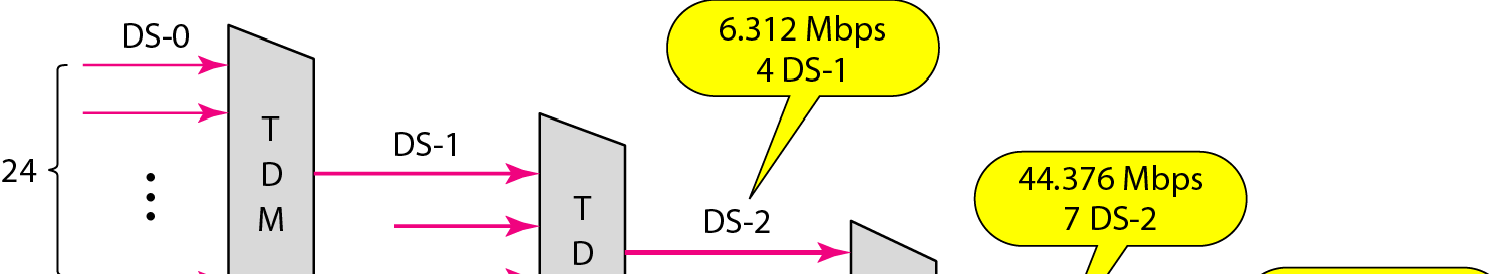 DS-0
6.312 Mbps
4 DS-1
24
T
D
M
DS-1
T
D
DS-2
44.376 Mbps
7 DS-2